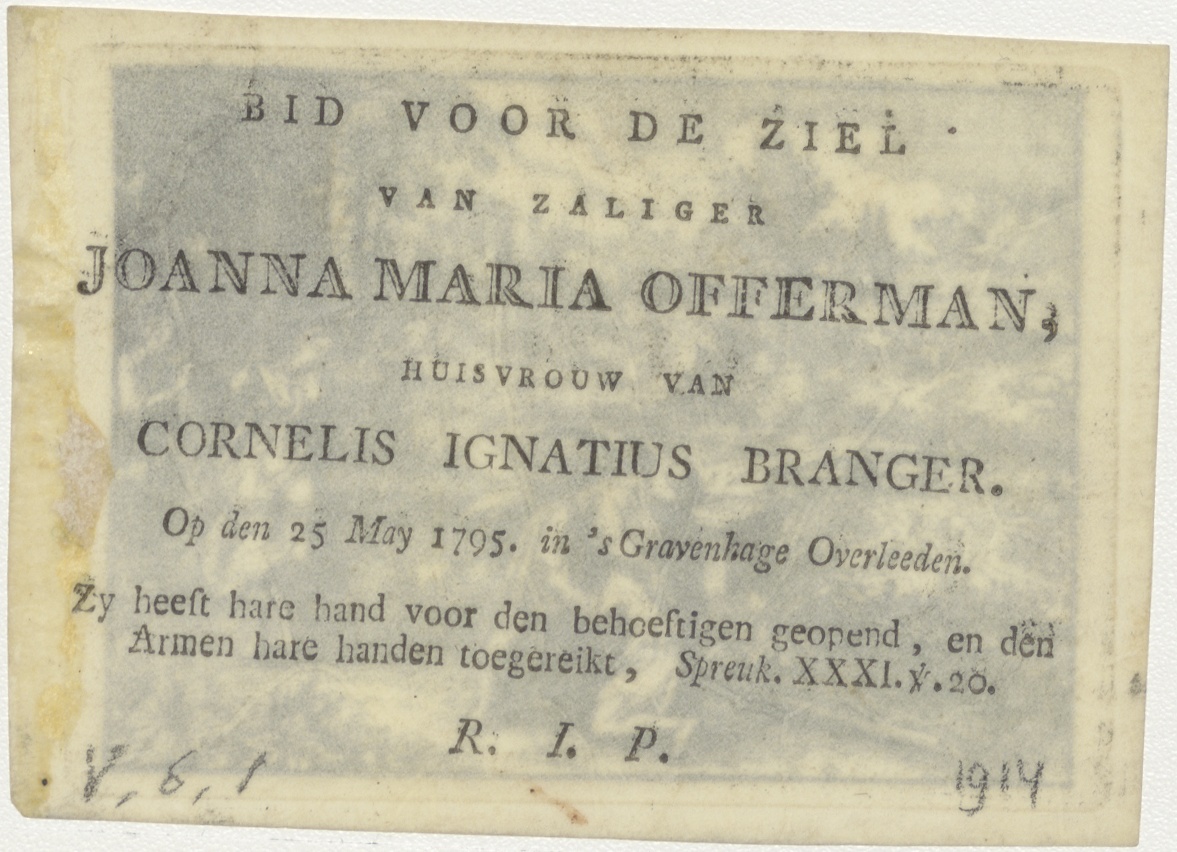 BID VOOR DE ZIEL
VAN ZALIGER
JOANNA MARIA OFFERMAN,
HUISVROUW VAN
CORNELIS IGNATIUS BRANGER.
Op den 25 May 1795. in 's Gravenhage Overleeden.
Zy heeft hare hand voor den behoeftigen geopend, en den
Armen hare handen toegereikt, Spreuk. XXXI. ℣. 20.
R. I. P.
1914